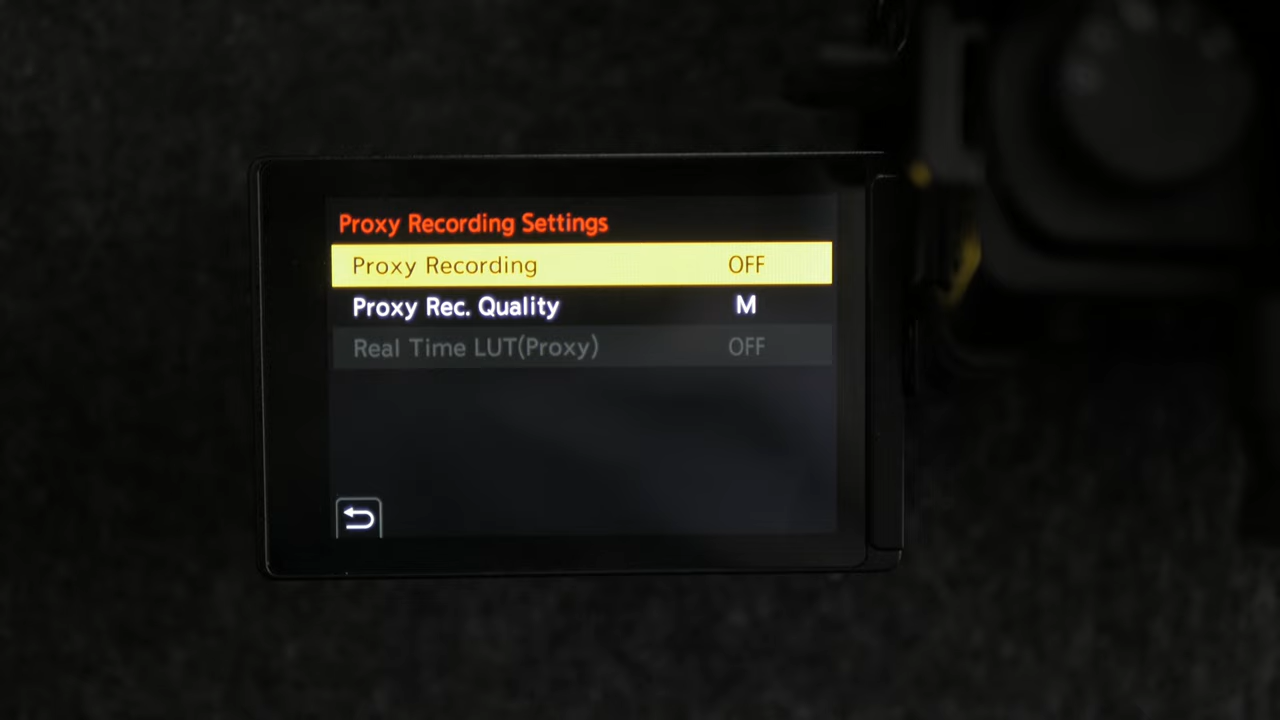 Proxy Recording Settings
Proxy Recording OFF
Proxy Rec. Quality M
Real Time LUT(Proxy) OFF